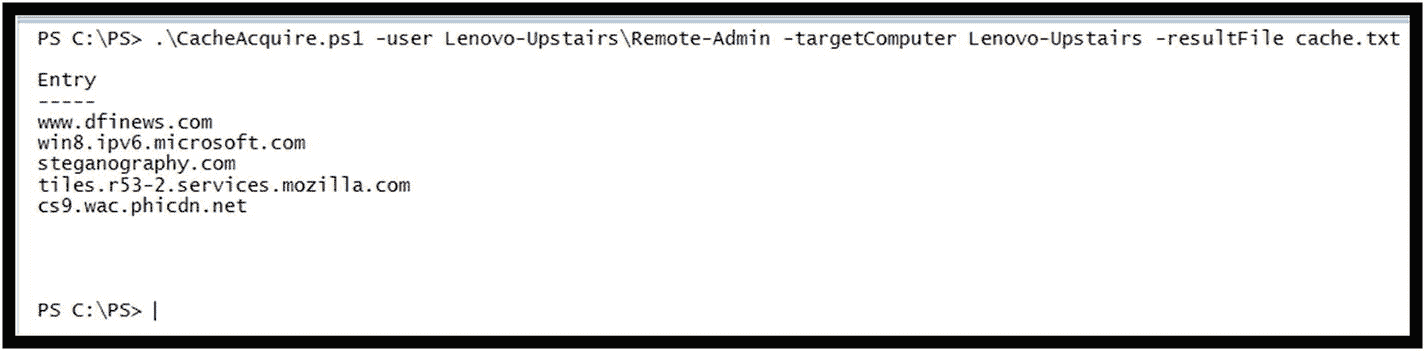 PS C:\PS> .\CacheAcquire.ps1 -user Lenovo-Upstairs\Remote-Admin -targetComputer Lenovo-Upstairs -resultFile cache.txt
Entry
-----
www.dfinews.com
win8.ipv6.microsoft.com
steganography.com
tiles.r53-2.services.mozilla.com
cs9.wac.phicdn.net
PS C:\PS>